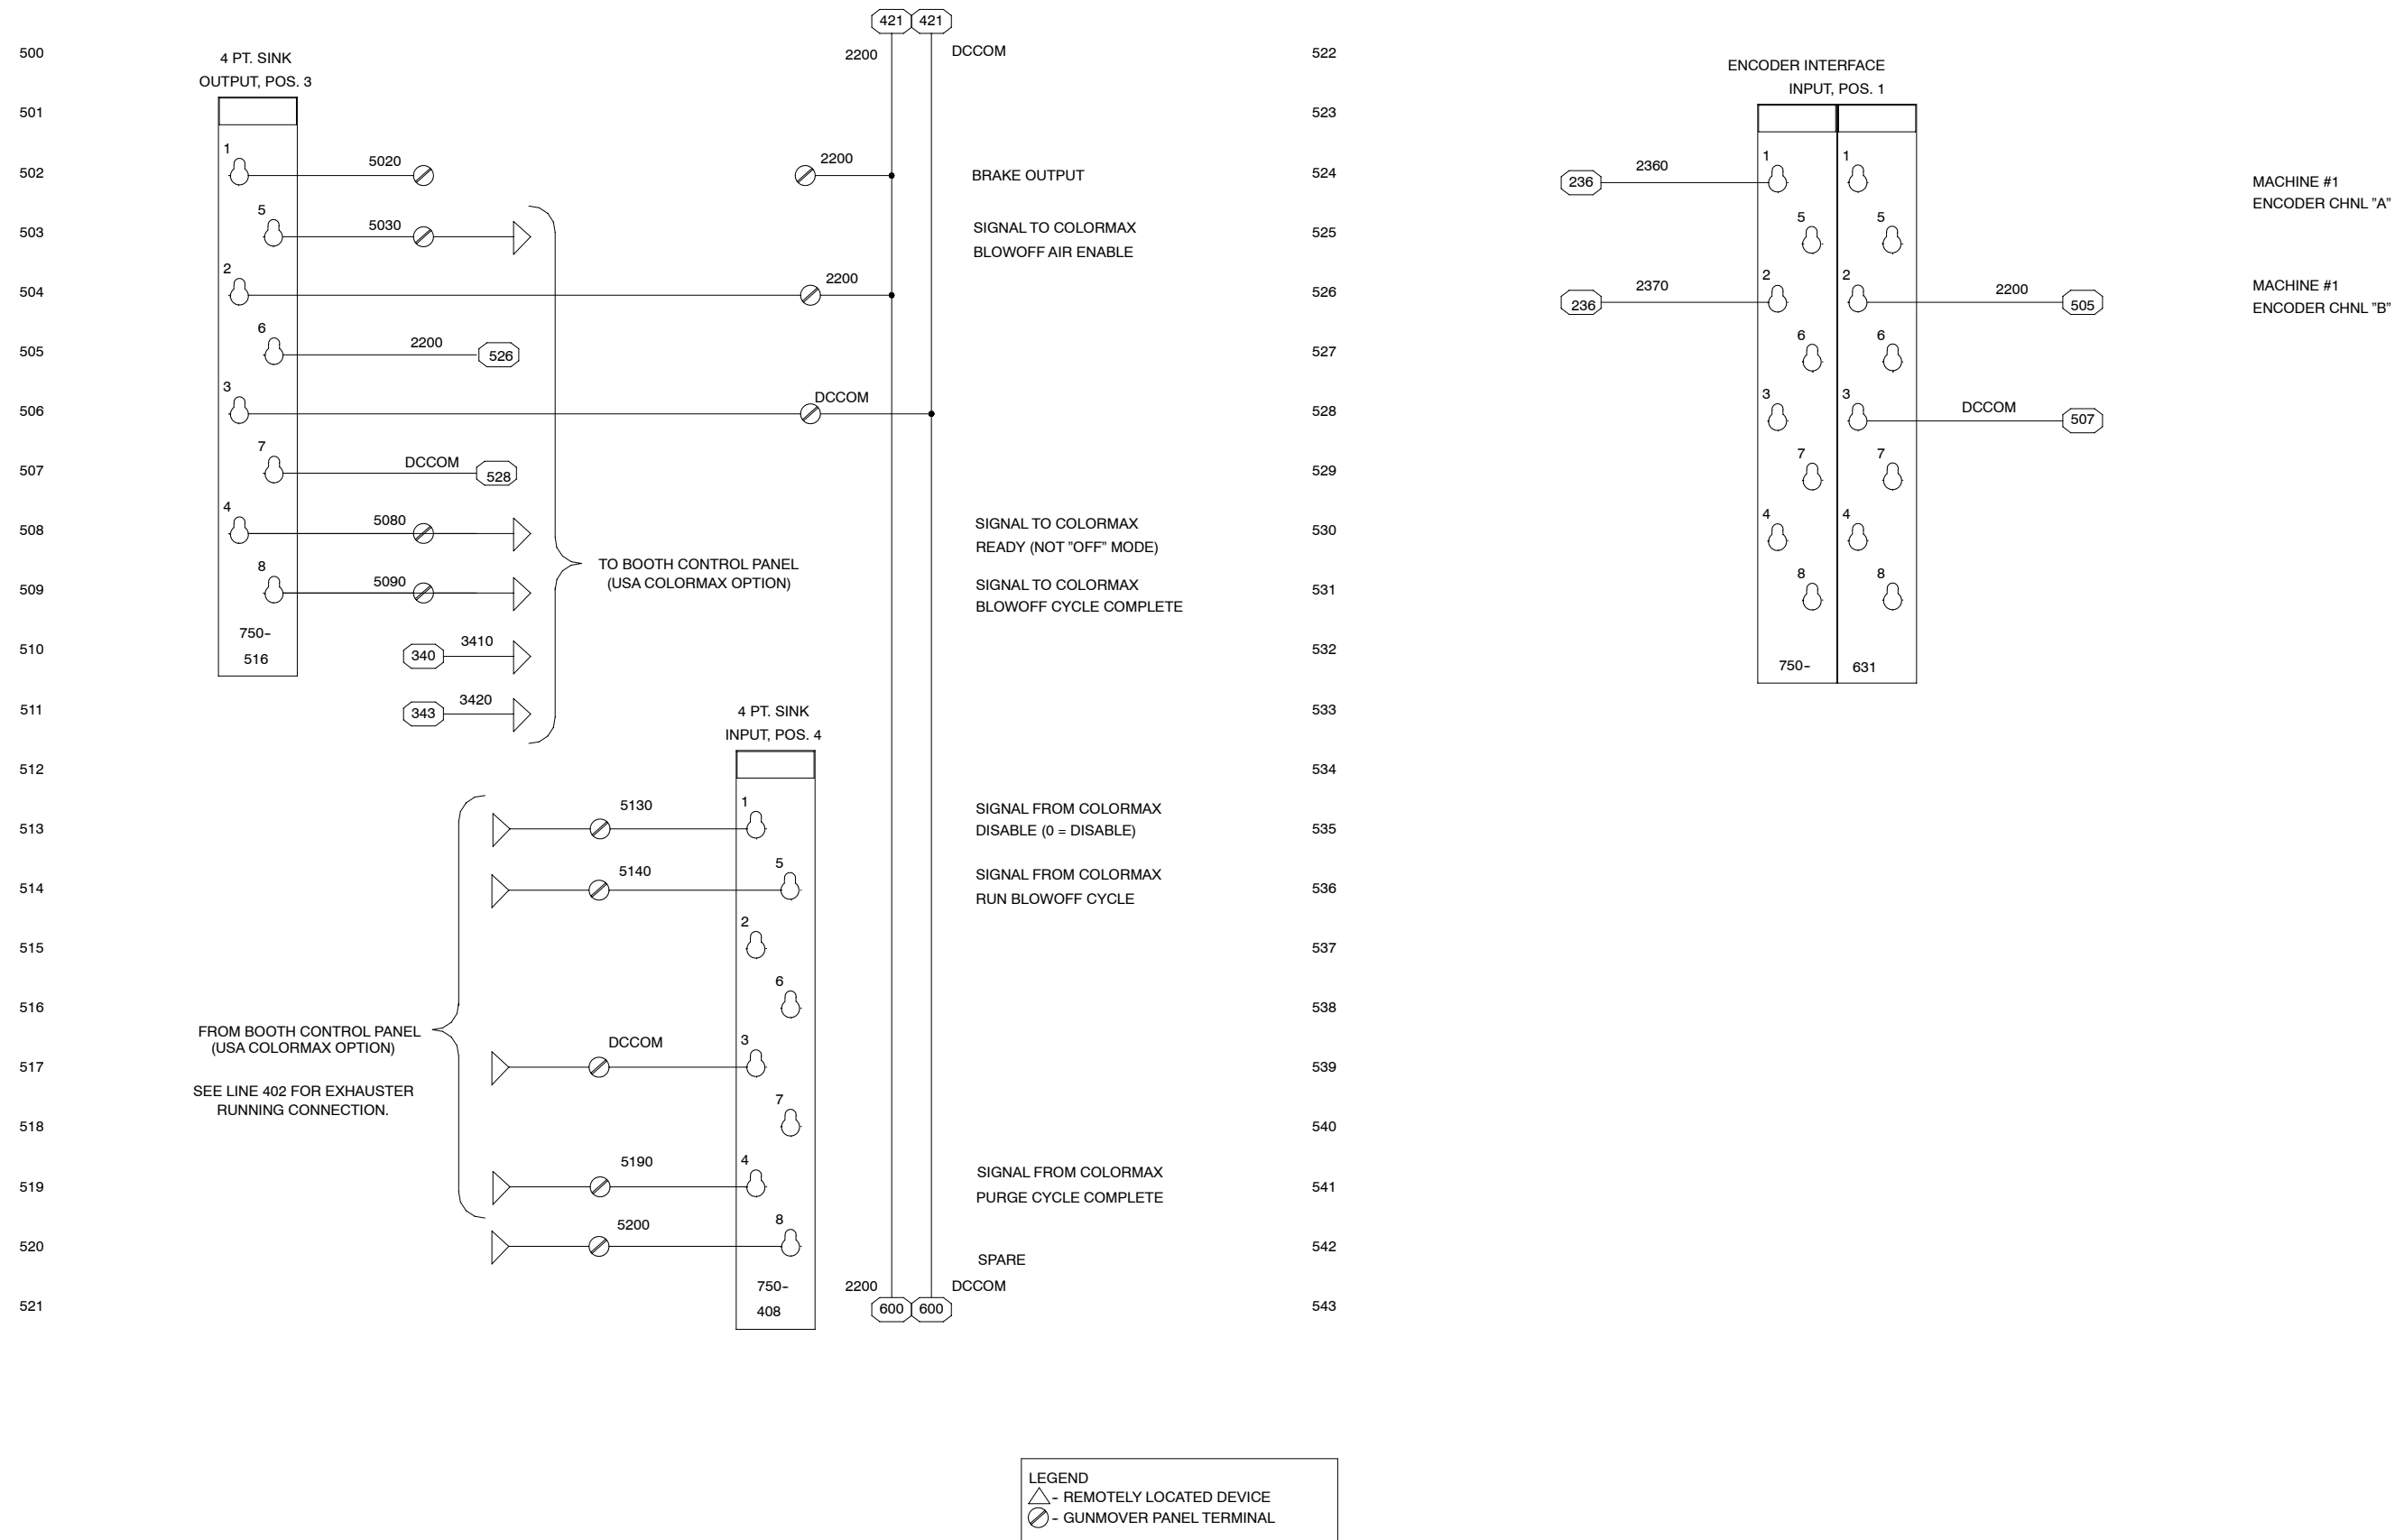 421 421
500
2200 DCCOM
522
4 PT. SINK
OUTPUT, POS. 3
ENCODER INTERFACE
INPUT, POS. 1
501
523
1
5020
2200
502
BRAKE OUTPUT
524
236
2360
1
1
MACHINE #1
ENCODER CHNL "A"
5
5030
503
SIGNAL TO COLORMAX
BLOWOFF AIR ENABLE
525
5
5
2
2200
504
526
236
2370
2
2
2200
505
MACHINE #1
ENCODER CHNL "B"
6
2200
526
505
527
6
6
3
DCCOM
506
528
3
3
DCCOM
507
7
DCCOM
528
507
529
7
7
4
5080
508
SIGNAL TO COLORMAX
READY (NOT "OFF" MODE)
530
4
4
TO BOOTH CONTROL PANEL
(USA COLORMAX OPTION)
8
5090
509
SIGNAL TO COLORMAX
BLOWOFF CYCLE COMPLETE
531
8
8
750-
516
510
340
3410
532
750-
631
511
343
3420
533
4 PT. SINK
INPUT, POS. 4
512
534
5130
1
513
SIGNAL FROM COLORMAX
DISABLE (0 = DISABLE)
535
5140
5
514
SIGNAL FROM COLORMAX
RUN BLOWOFF CYCLE
536
2
515
537
6
516
538
FROM BOOTH CONTROL PANEL
(USA COLORMAX OPTION)
DCCOM
3
517
539
SEE LINE 402 FOR EXHAUSTER
RUNNING CONNECTION.
7
518
540
5190
4
519
SIGNAL FROM COLORMAX
PURGE CYCLE COMPLETE
541
5200
8
520
SPARE
542
750-
408
2200 DCCOM
521
600 600
543
LEGEND
- REMOTELY LOCATED DEVICE
- GUNMOVER PANEL TERMINAL